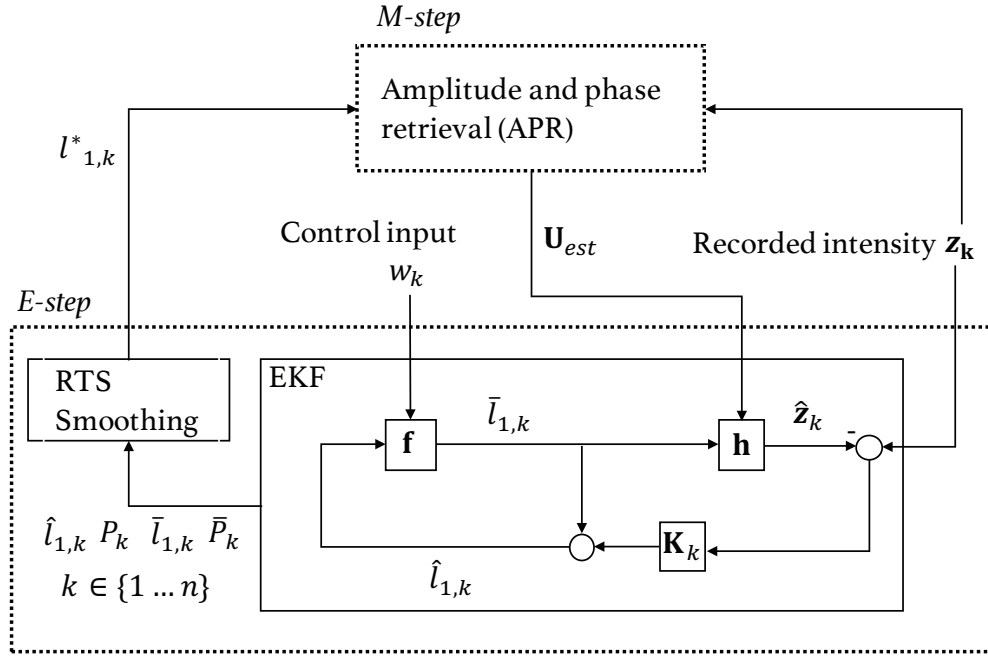 M-step
Amplitude and phase
retrieval (APR)
l*₁,ₖ
Control input
wₖ
𝐔ₑₛₜ
Recorded intensity 𝒛𝐤
E-step
RTS
Smoothing
EKF
𝐟
l̄₁,ₖ
𝐡
𝒛̂ₖ
-
𝐊ₖ
l̂₁,ₖ
l̂₁,ₖ Pₖ l̄₁,ₖ P̄ₖ
k ∈ {1 … n}